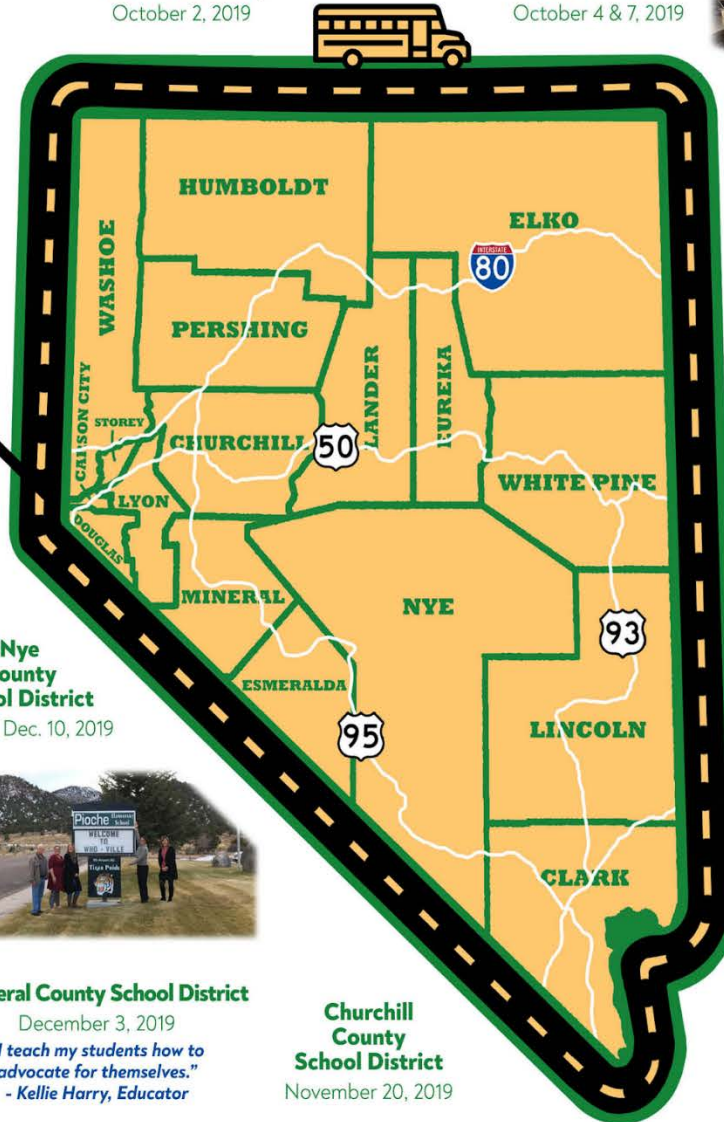 October 2, 2019
October 4 & 7, 2019
HUMBOLDT
ELKO
WASHOE
INTERSTATE
80
PERSHING
LANDER
EUREKA
CARSON CITY
STOREY
CHURCHILL
50
WHITE PINE
LYON
DOUGLAS
MINERAL
NYE
93
ESMERALDA
95
LINCOLN
CLARK
Nye
ounty
ol District
Dec. 10, 2019
Pioche Elementary
School
WELCOME
TO
WHO - VILLE
Tiger Pride
eral County School District
December 3, 2019
I teach my students how to
advocate for themselves.”
- Kellie Harry, Educator
Churchill
County
School District
November 20, 2019